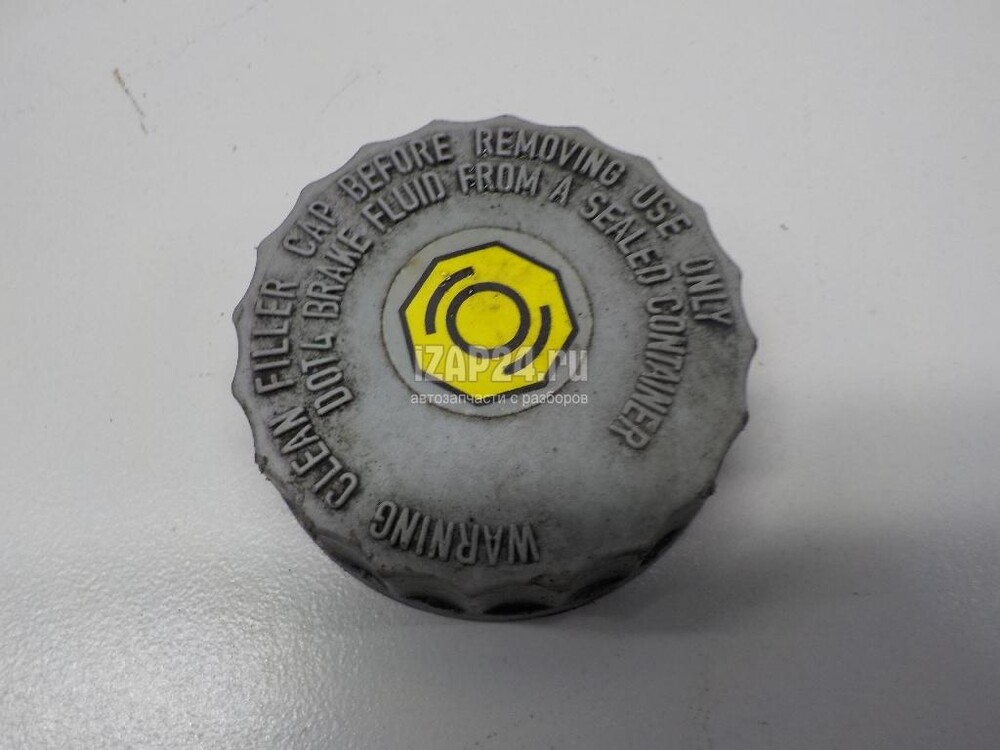 WARNING CLEAN FILLER CAP BEFORE REMOVING USE ONLY
DOT4 BRAKE FLUID FROM A SEALED CONTAINER
iZAP24.ru
автозапчасти с разборов